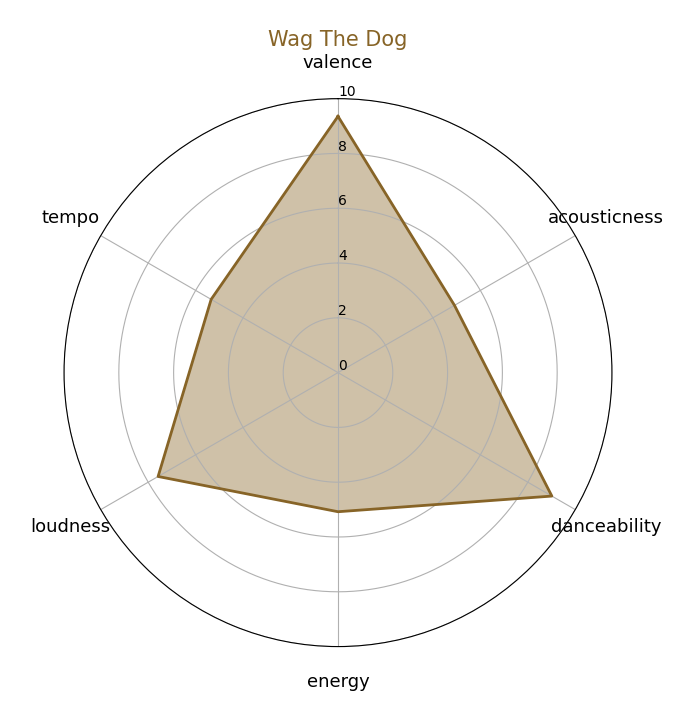 Wag The Dog
valence
10
8
tempo
6
acousticness
4
2
0
loudness
danceability
energy